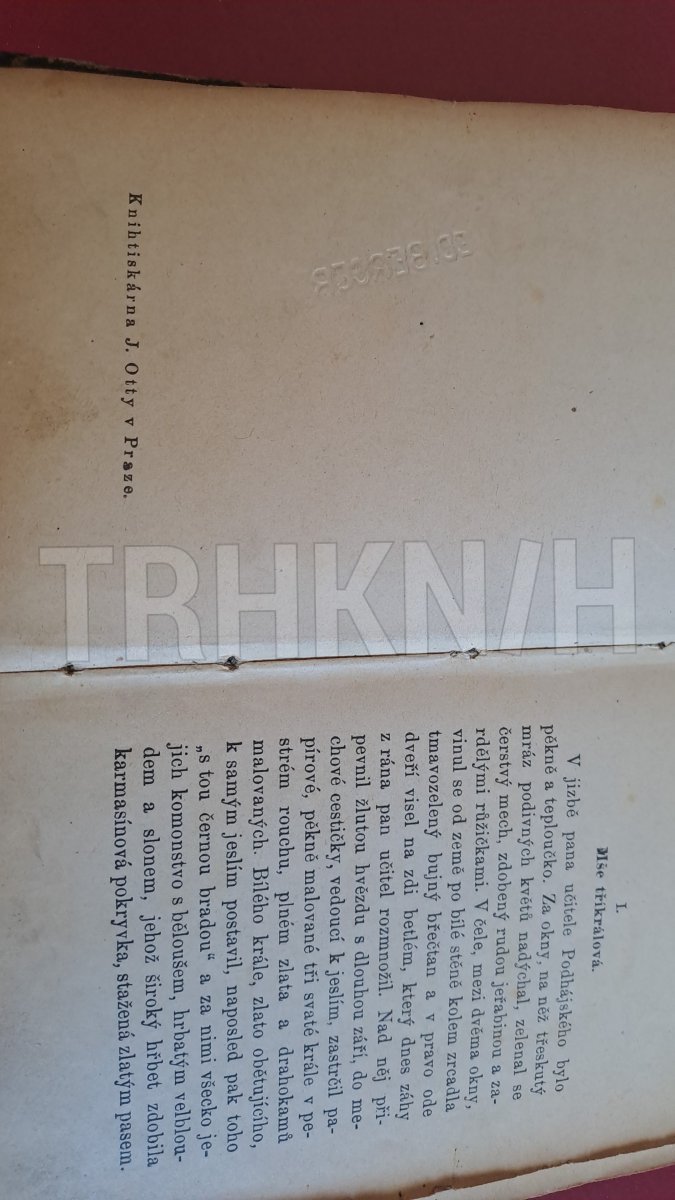 ED. BERGER
Knihtiskárna J. Otty v Praze.
TRHKNIH
I.
Mše tříkrálová.
V jizbě pana učitele Podhájského bylo
pěkně a teploučko. Za okny, na něž třeskutý
mráz podivných květů nadýchal, zelenal se
čerstvý mech, zdobený rudou jeřabinou a za-
rdělými růžičkami. V čele, mezi dvěma okny,
vinul se od země po bílé stěně kolem zrcadla
tmavozelený bujný břečtan a v pravo ode
dveří visel na zdi betlém, který dnes záhy
z rána pan učitel rozmnožil. Nad něj při-
pevnil žlutou hvězdu s dlouhou září, do me-
chové cestičky, vedoucí k jeslím, zastrčil pa-
pírové, pěkně malované tři svaté krále v pe-
strém rouchu, plném zlata a drahokamů
malovaných. Bílého krále, zlato obětujícího,
k samým jeslím postavil, naposled pak toho
„s tou černou bradou“ a za nimi všecko je-
jich komonstvo s běloušem, hrbatým velblou-
dem a slonem, jehož široký hřbet zdobila
karmasínová pokryvka, stažená zlatým pasem.